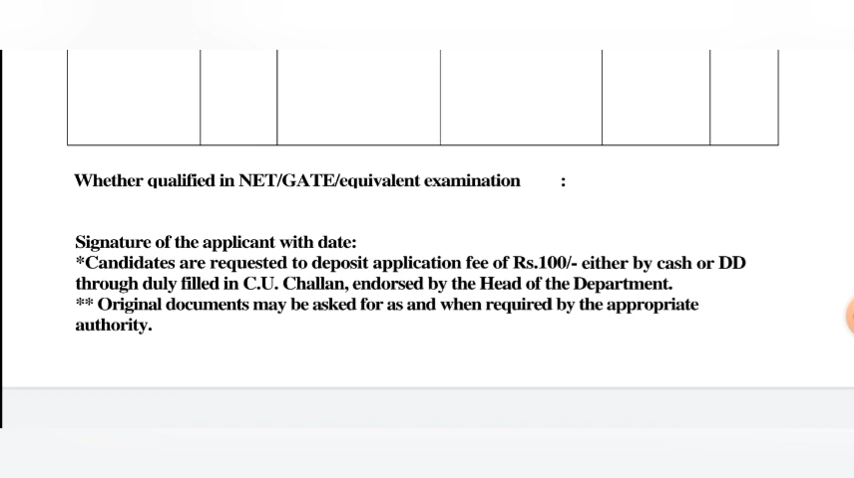 Whether qualified in NET/GATE/equivalent examination :
Signature of the applicant with date:
*Candidates are requested to deposit application fee of Rs.100/- either by cash or DD
through duly filled in C.U. Challan, endorsed by the Head of the Department.
** Original documents may be asked for as and when required by the appropriate
authority.